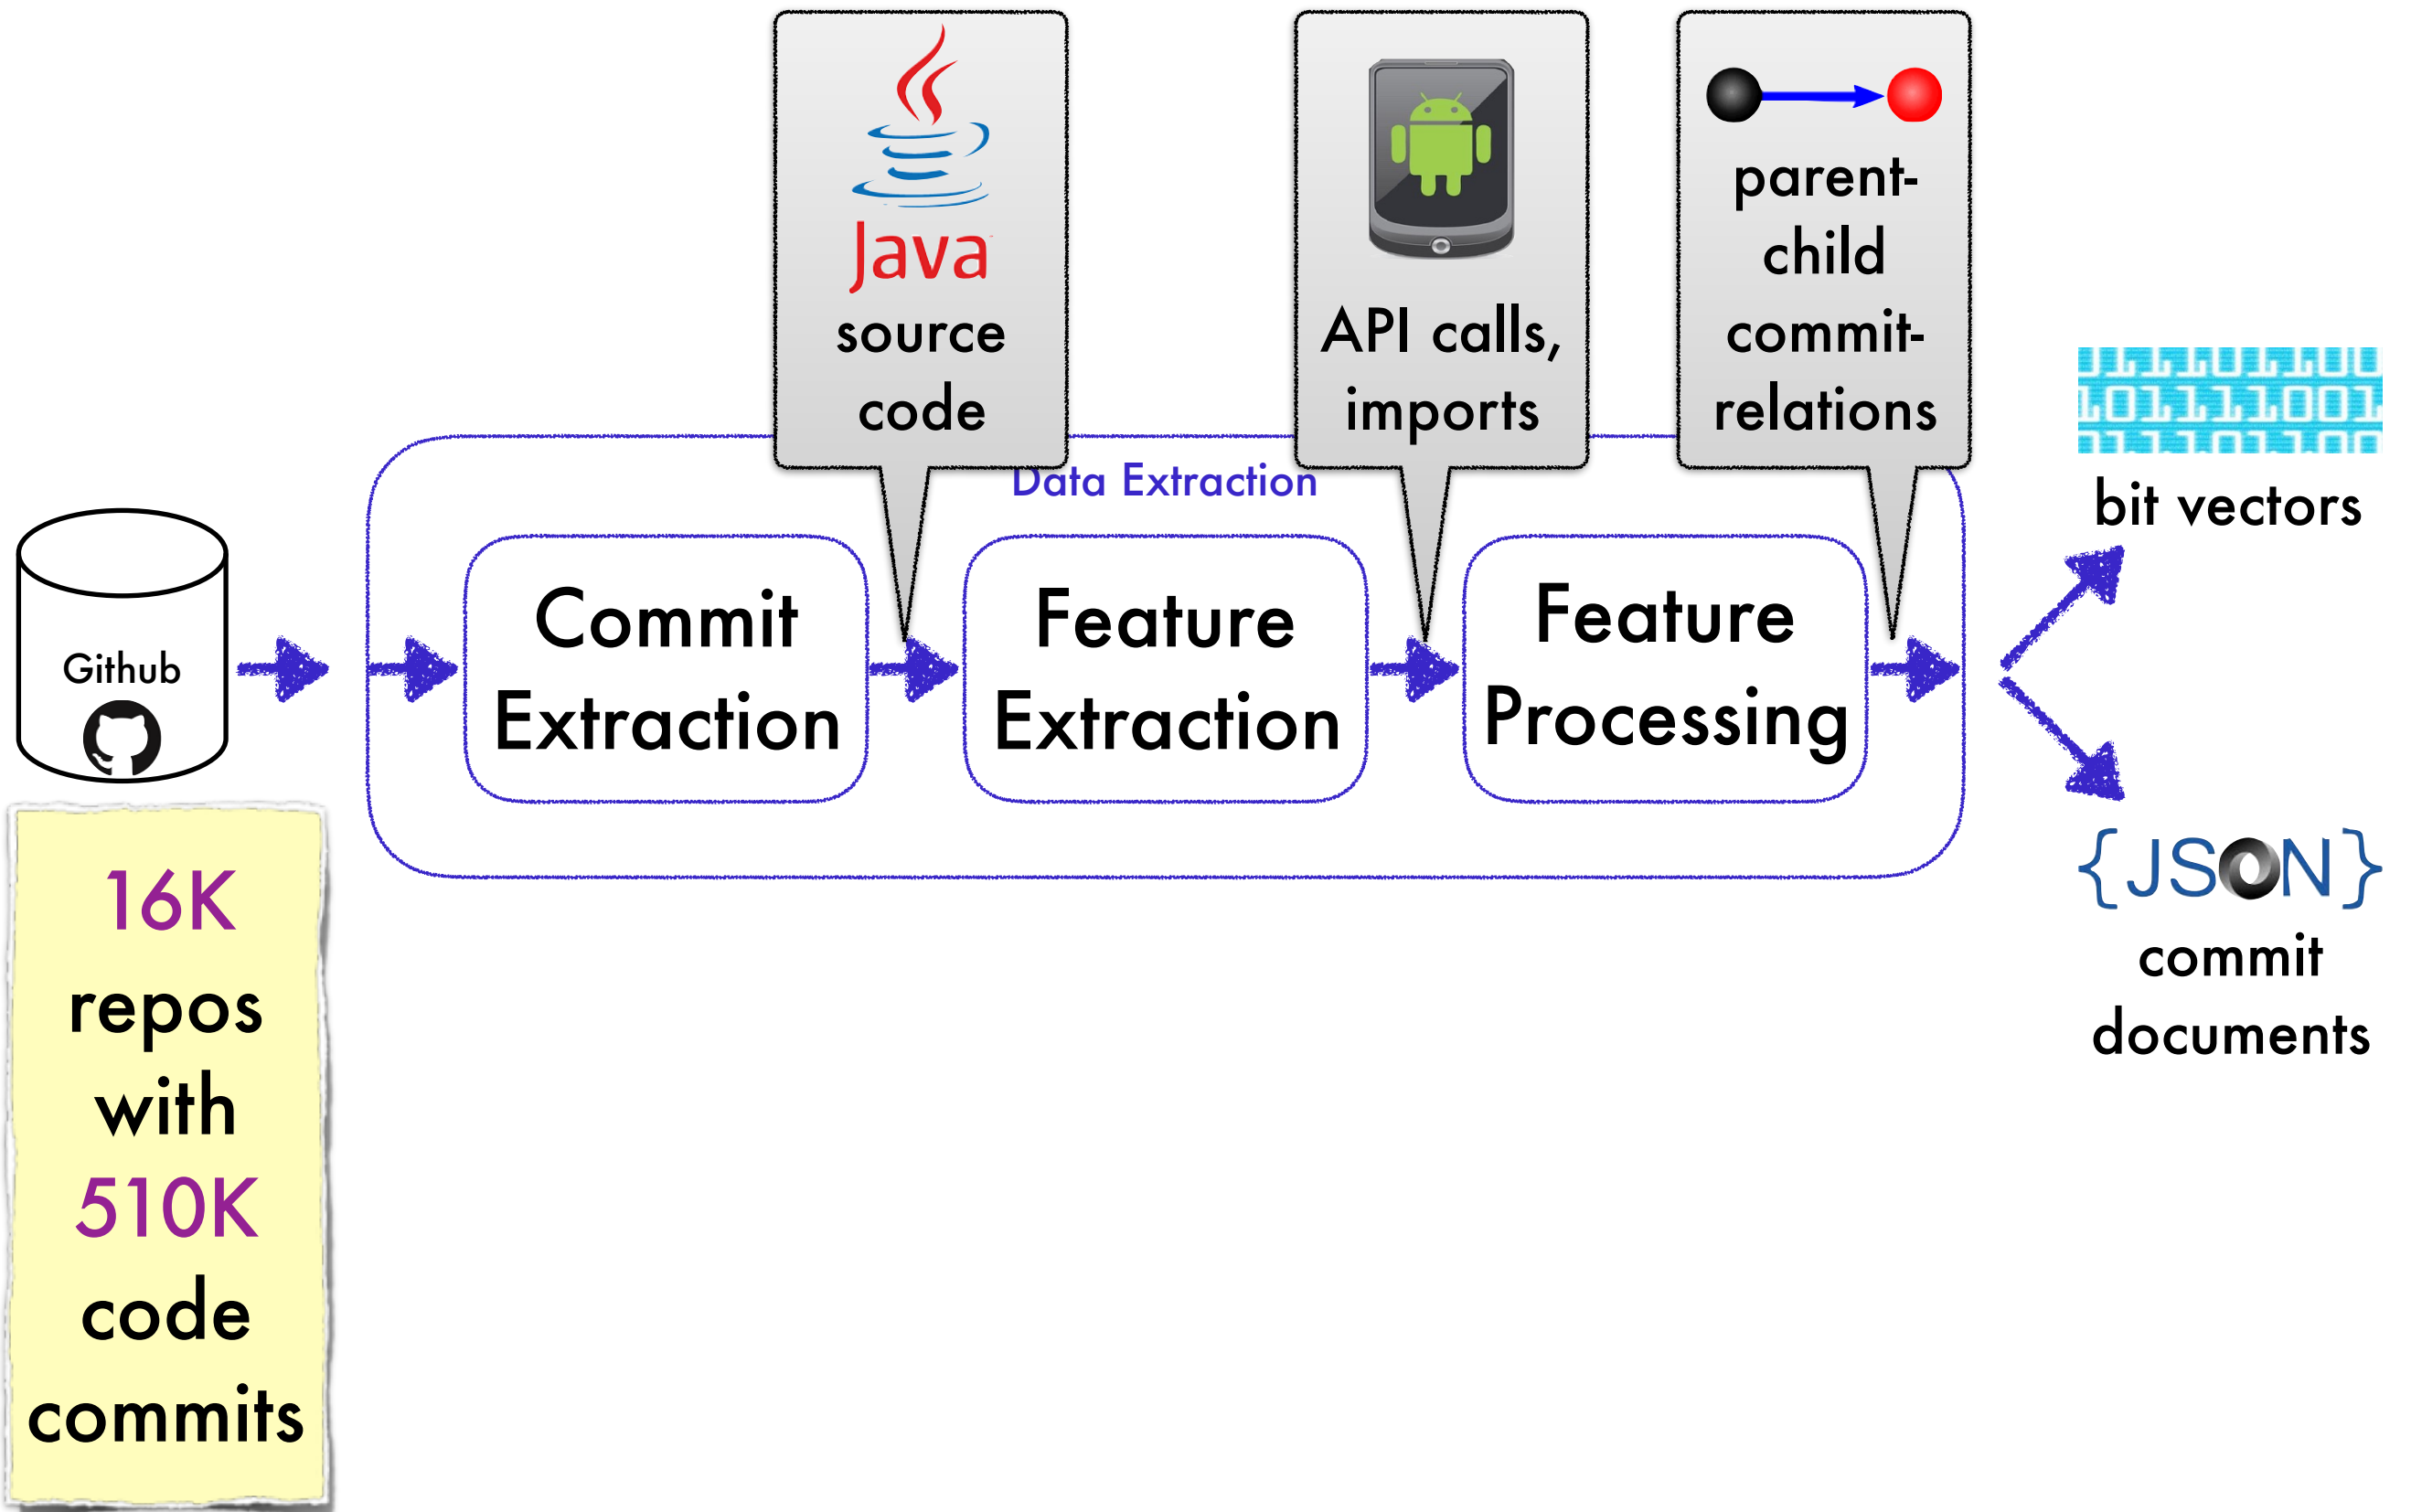 Java
source
code
API calls,
imports
parent-
child
commit-
relations
bit vectors
Data Extraction
Github
Commit
Extraction
Feature
Extraction
Feature
Processing
{JSON}
commit
documents
16K
repos
with
510K
code
commits